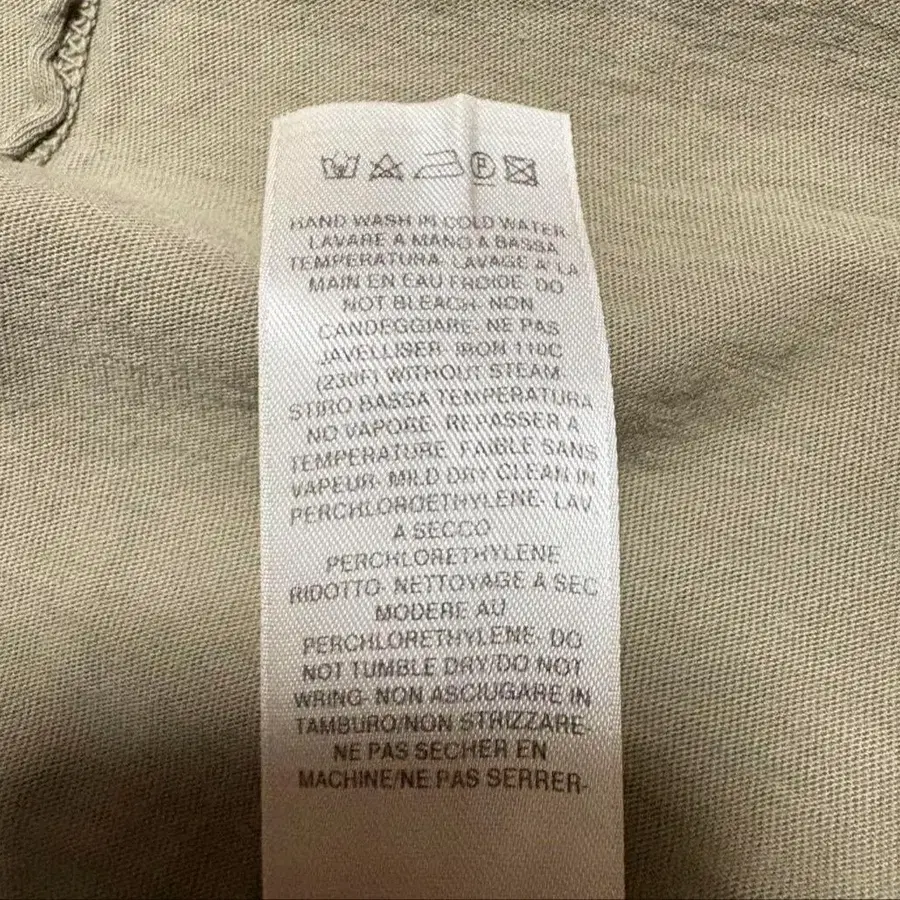 F
HAND WASH IN COLD WATER-
LAVARE A MANO A BASSA
TEMPERATURA- LAVAGE A LA
MAIN EN EAU FROIDE- DO
NOT BLEACH- NON
CANDEGGIARE- NE PAS
JAVELLISER- IRON 110C
(230F) WITHOUT STEAM-
STIRO BASSA TEMPERATURA
NO VAPORE- REPASSER A
TEMPERATURE FAIBLE SANS
VAPEUR- MILD DRY CLEAN IN
PERCHLOROETHYLENE- LAV
A SECCO
PERCHLORETHYLENE
RIDOTTO- NETTOYAGE A SEC
MODERE AU
PERCHLORETHYLENE- DO
NOT TUMBLE DRY/DO NOT
WRING- NON ASCIUGARE IN
TAMBURO/NON STRIZZARE-
NE PAS SECHER EN
MACHINE/NE PAS SERRER-